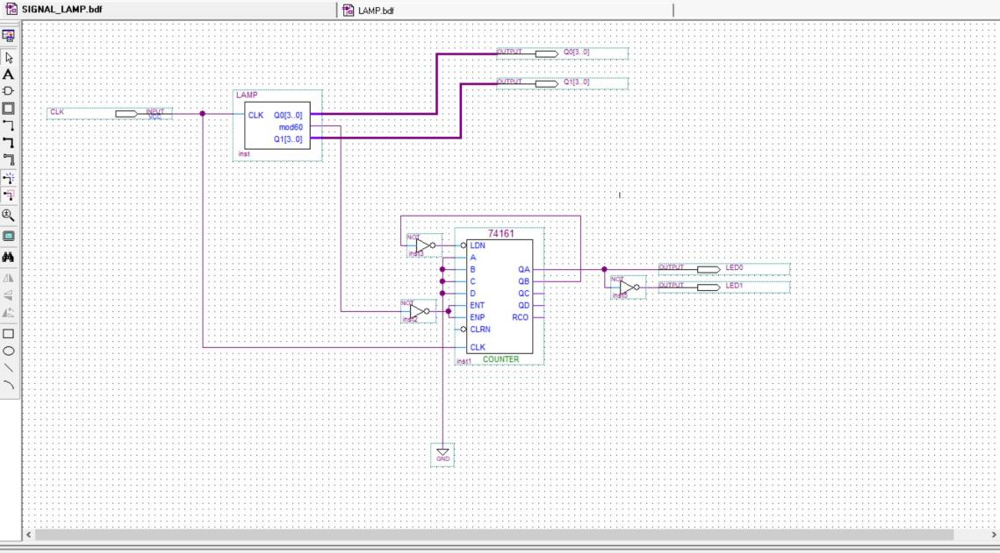 SIGNAL_LAMP.bdf
LAMP.bdf
OUTPUT Q0[3..0]
OUTPUT Q1[3..0]
LAMP
CLK INPUT
VCC
CLK Q0[3..0]
mod60
Q1[3..0]
inst
74161
NOT
LDN
inst3
A
B QA
C QB
D QC
ENT QD
ENP RCO
CLRN
CLK
NOT
inst2
inst1 COUNTER
OUTPUT LED0
NOT
OUTPUT LED1
inst5
GND